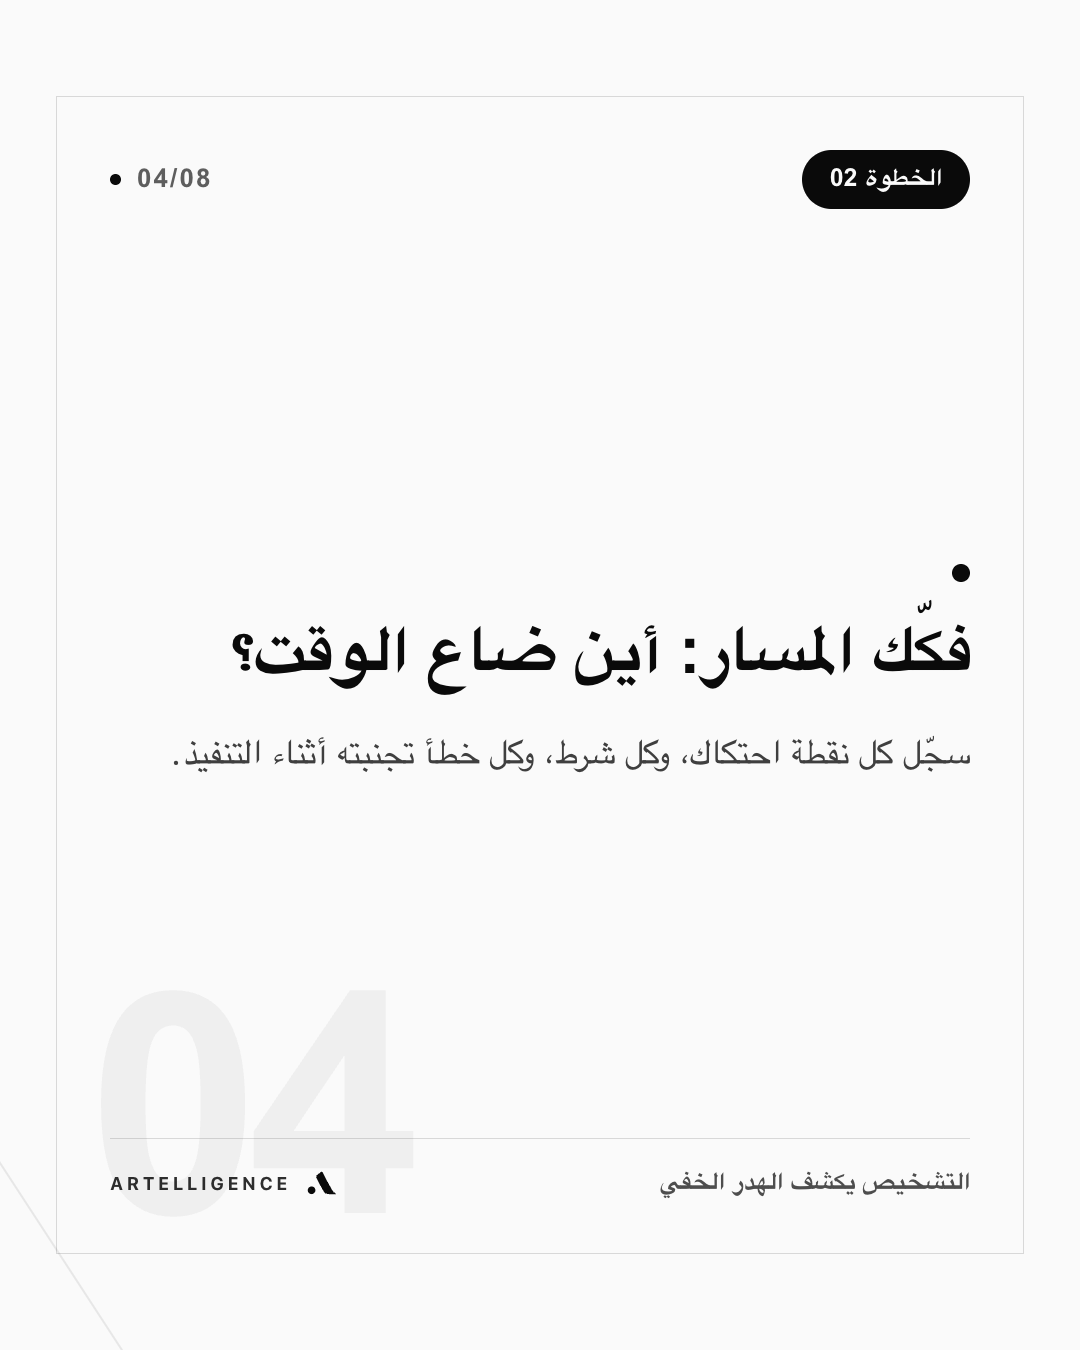 الخطوة 02
04/08
فكّك المسار: أين ضاع الوقت؟
سجّل كل نقطة احتكاك، وكل شرط، وكل خطأ تجنبته أثناء التنفيذ.
04
التشخيص يكشف الهدر الخفي
ARTELLIGENCE